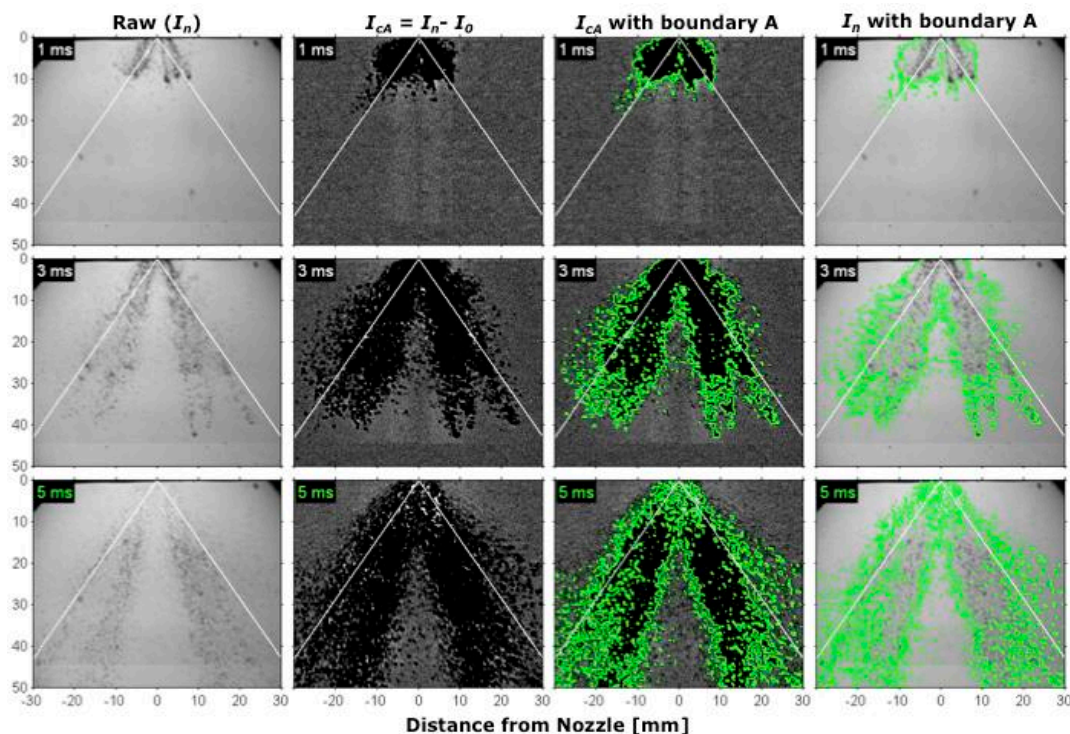 Raw (In)
IcA = In- I0
IcA with boundary A
In with boundary A
1 ms
1 ms
1 ms
1 ms
0
10
20
30
40
50
3 ms
3 ms
3 ms
3 ms
0
10
20
30
40
50
5 ms
5 ms
5 ms
5 ms
0
10
20
30
40
50
-30 -20 -10 0 10 20 30
-20 -10 0 10 20 30
-20 -10 0 10 20 30
-20 -10 0 10 20 30
Distance from Nozzle [mm]